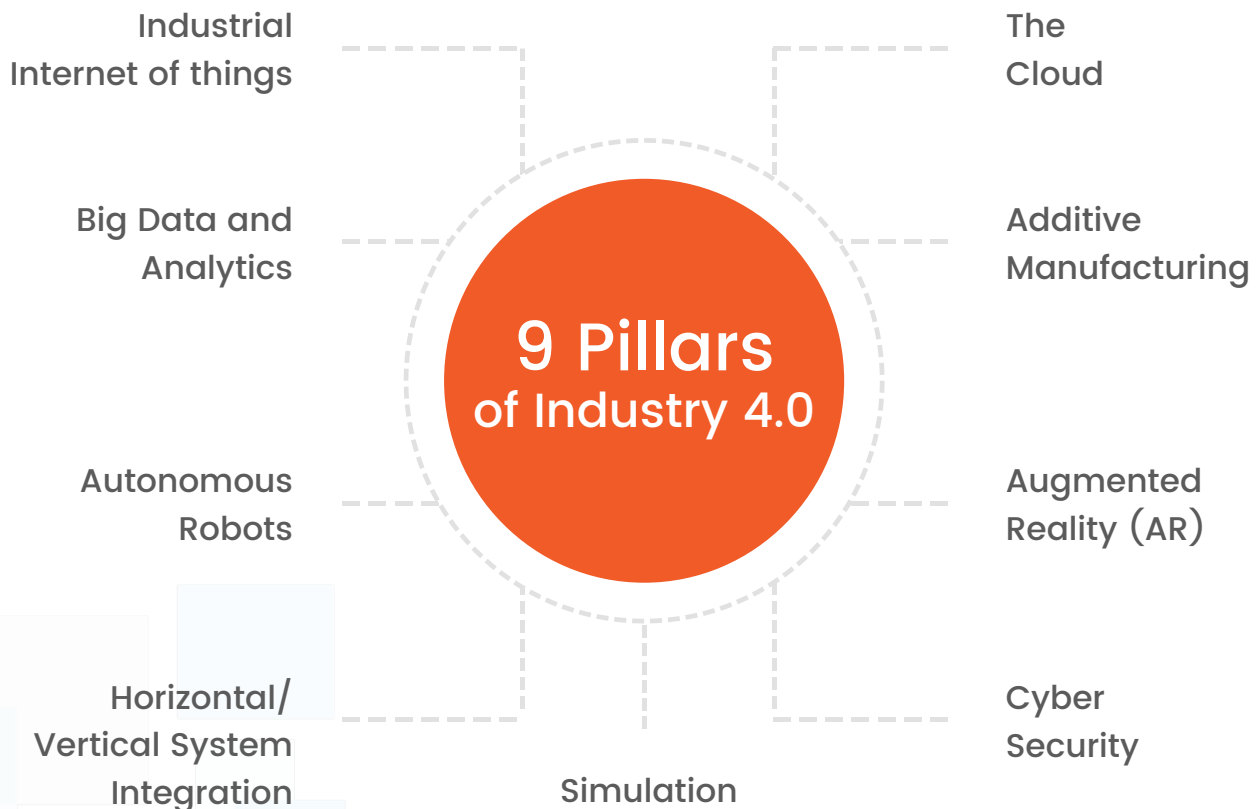 Industrial
Internet of things
The
Cloud
Big Data and
Analytics
Additive
Manufacturing
9 Pillars
of Industry 4.0
Autonomous
Robots
Augmented
Reality (AR)
Horizontal/
Vertical System
Integration
Simulation
Cyber
Security